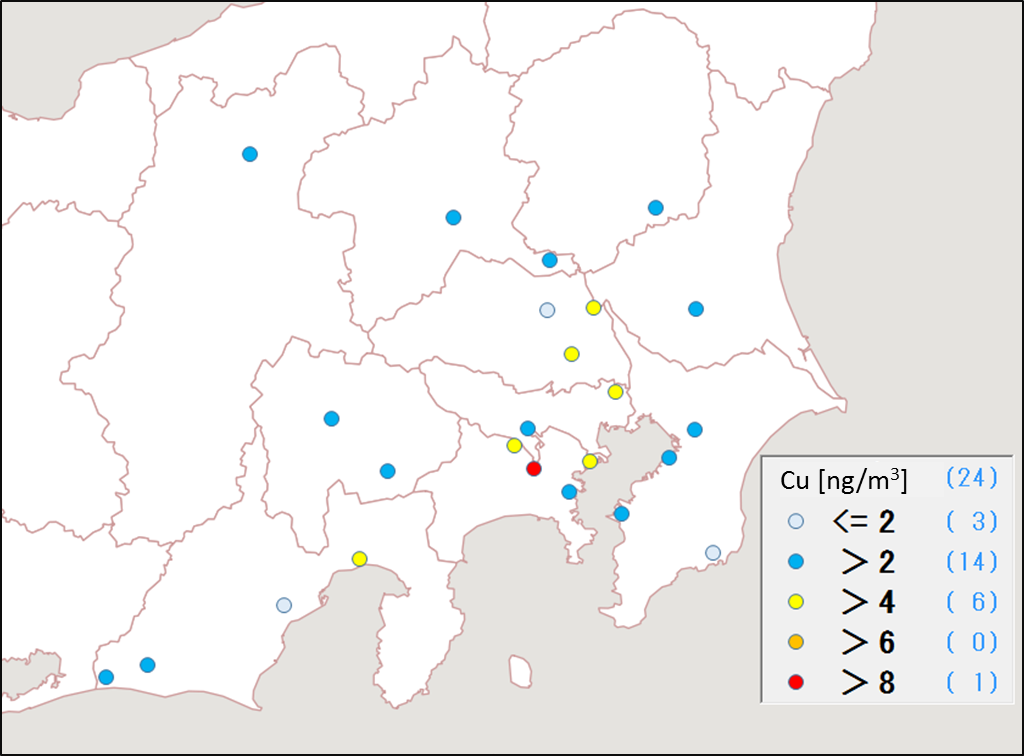 Cu [ng/m³] (24)
<= 2 ( 3)
> 2 (14)
> 4 ( 6)
> 6 ( 0)
> 8 ( 1)